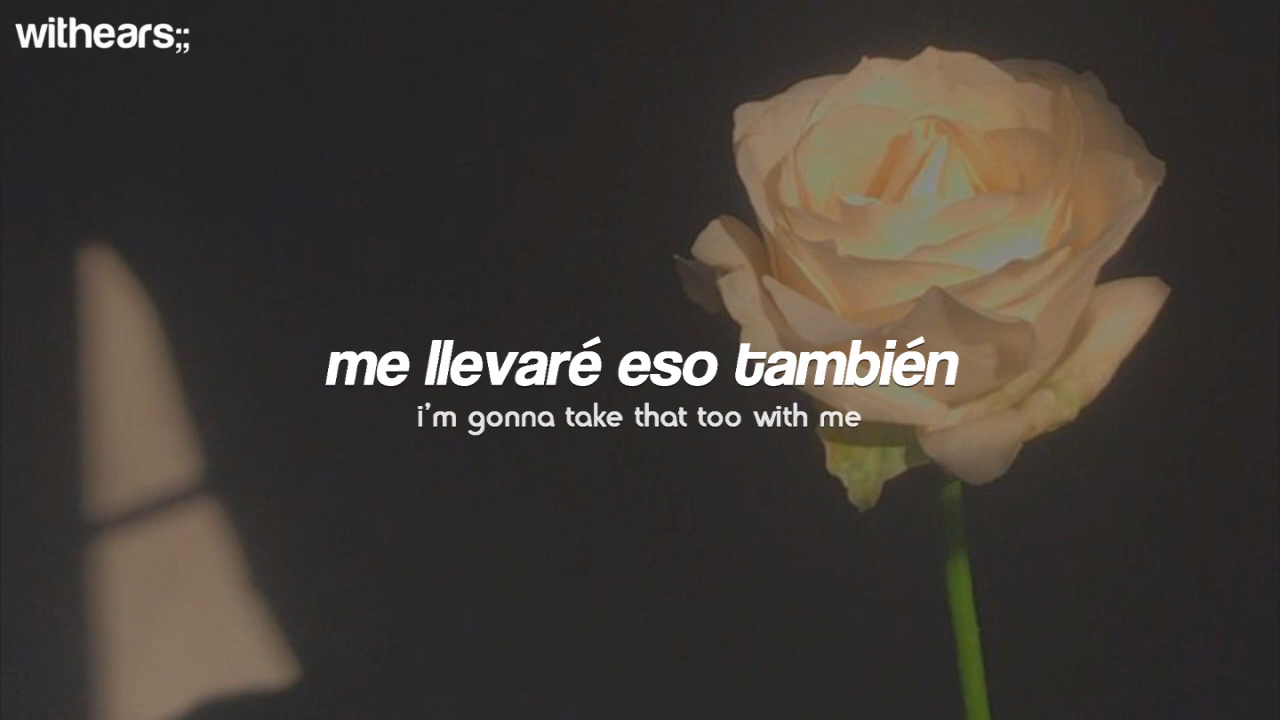 withears;;
me llevaré eso también
i'm gonna take that too with me